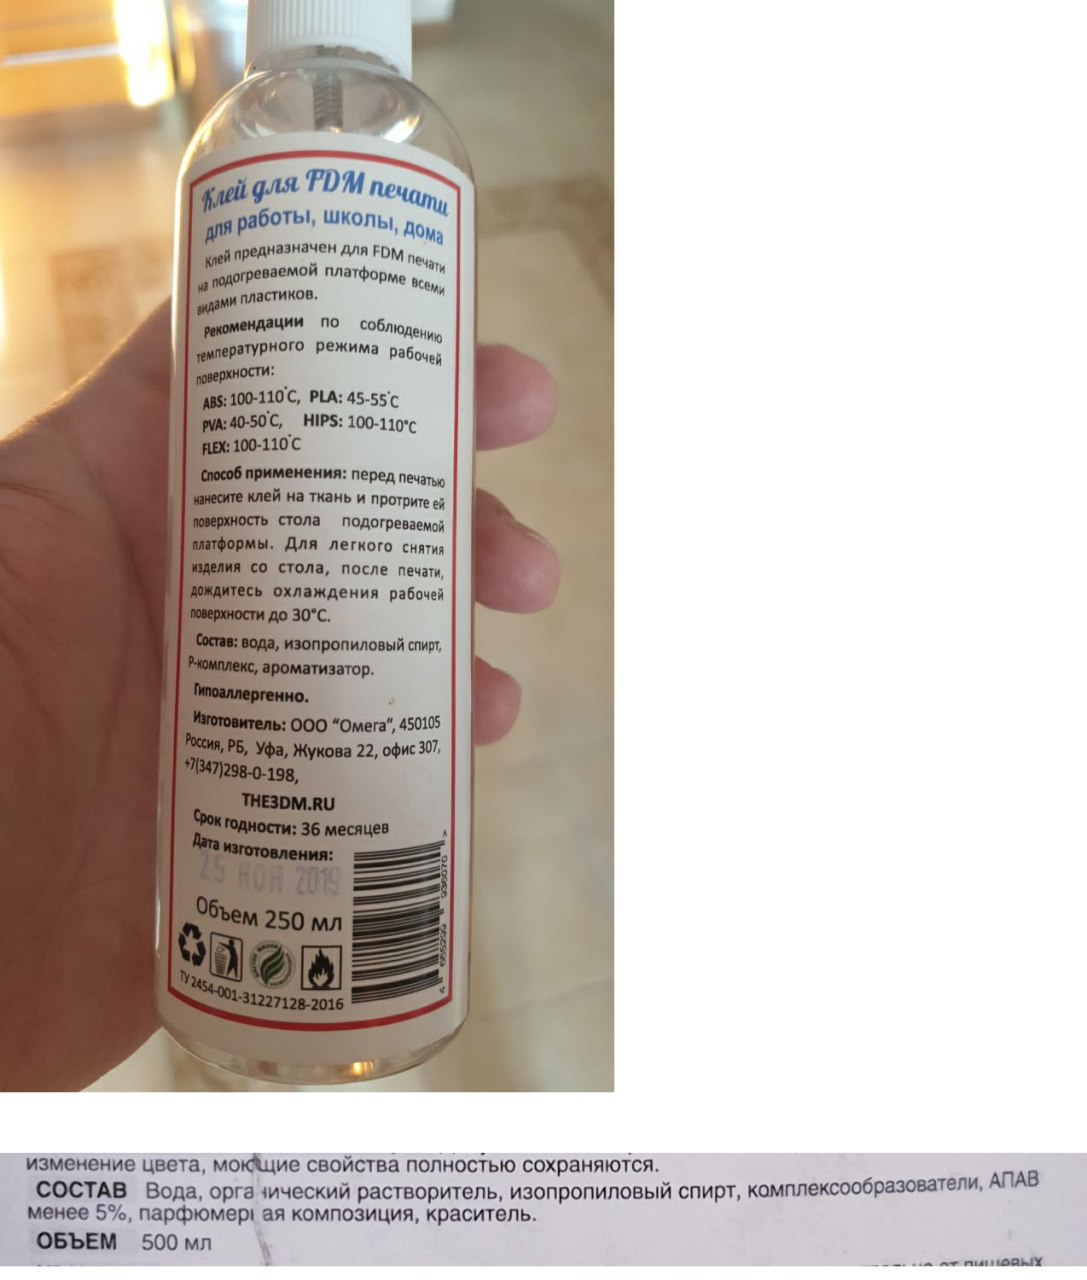 Клей для FDM печати
для работы, школы, дома
Клей предназначен для FDM печати
на подогреваемой платформе всеми
видами пластиков.
Рекомендации по соблюдению
температурного режима рабочей
поверхности:
ABS: 100-110°С, PLA: 45-55°С
PVA: 40-50°С, HIPS: 100-110°С
FLEX: 100-110°С
Способ применения: перед печатью
нанесите клей на ткань и протрите ей
поверхность стола подогреваемой
платформы. Для легкого снятия
изделия со стола, после печати,
дождитесь охлаждения рабочей
поверхности до 30°С.
Состав: вода, изопропиловый спирт,
Р-комплекс, ароматизатор.
Гипоаллергенно.
Изготовитель: ООО “Омега”, 450105
Россия, РБ, Уфа, Жукова 22, офис 307,
+7(347)298-0-198,
THE3DM.RU
Срок годности: 36 месяцев
Дата изготовления:
25 НОЯ 2019
Объем 250 мл
ТУ 2454-001-31227128-2016
изменение цвета, моющие свойства полностью сохраняются.
СОСТАВ Вода, органический растворитель, изопропиловый спирт, комплексообразователи, АПАВ
менее 5%, парфюмерная композиция, краситель.
ОБЪЕМ 500 мл